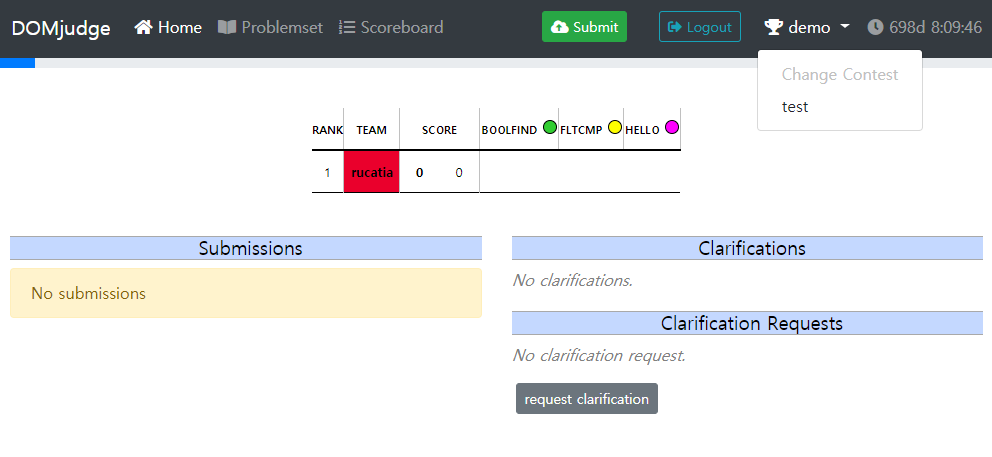 DOMjudge Home Problemset Scoreboard Submit Logout demo 698d 8:09:46
Change Contest
test
RANK TEAM SCORE BOOLFIND FLTCMP HELLO
1 rucatia 0 0
Submissions
No submissions
Clarifications
No clarifications.
Clarification Requests
No clarification request.
request clarification